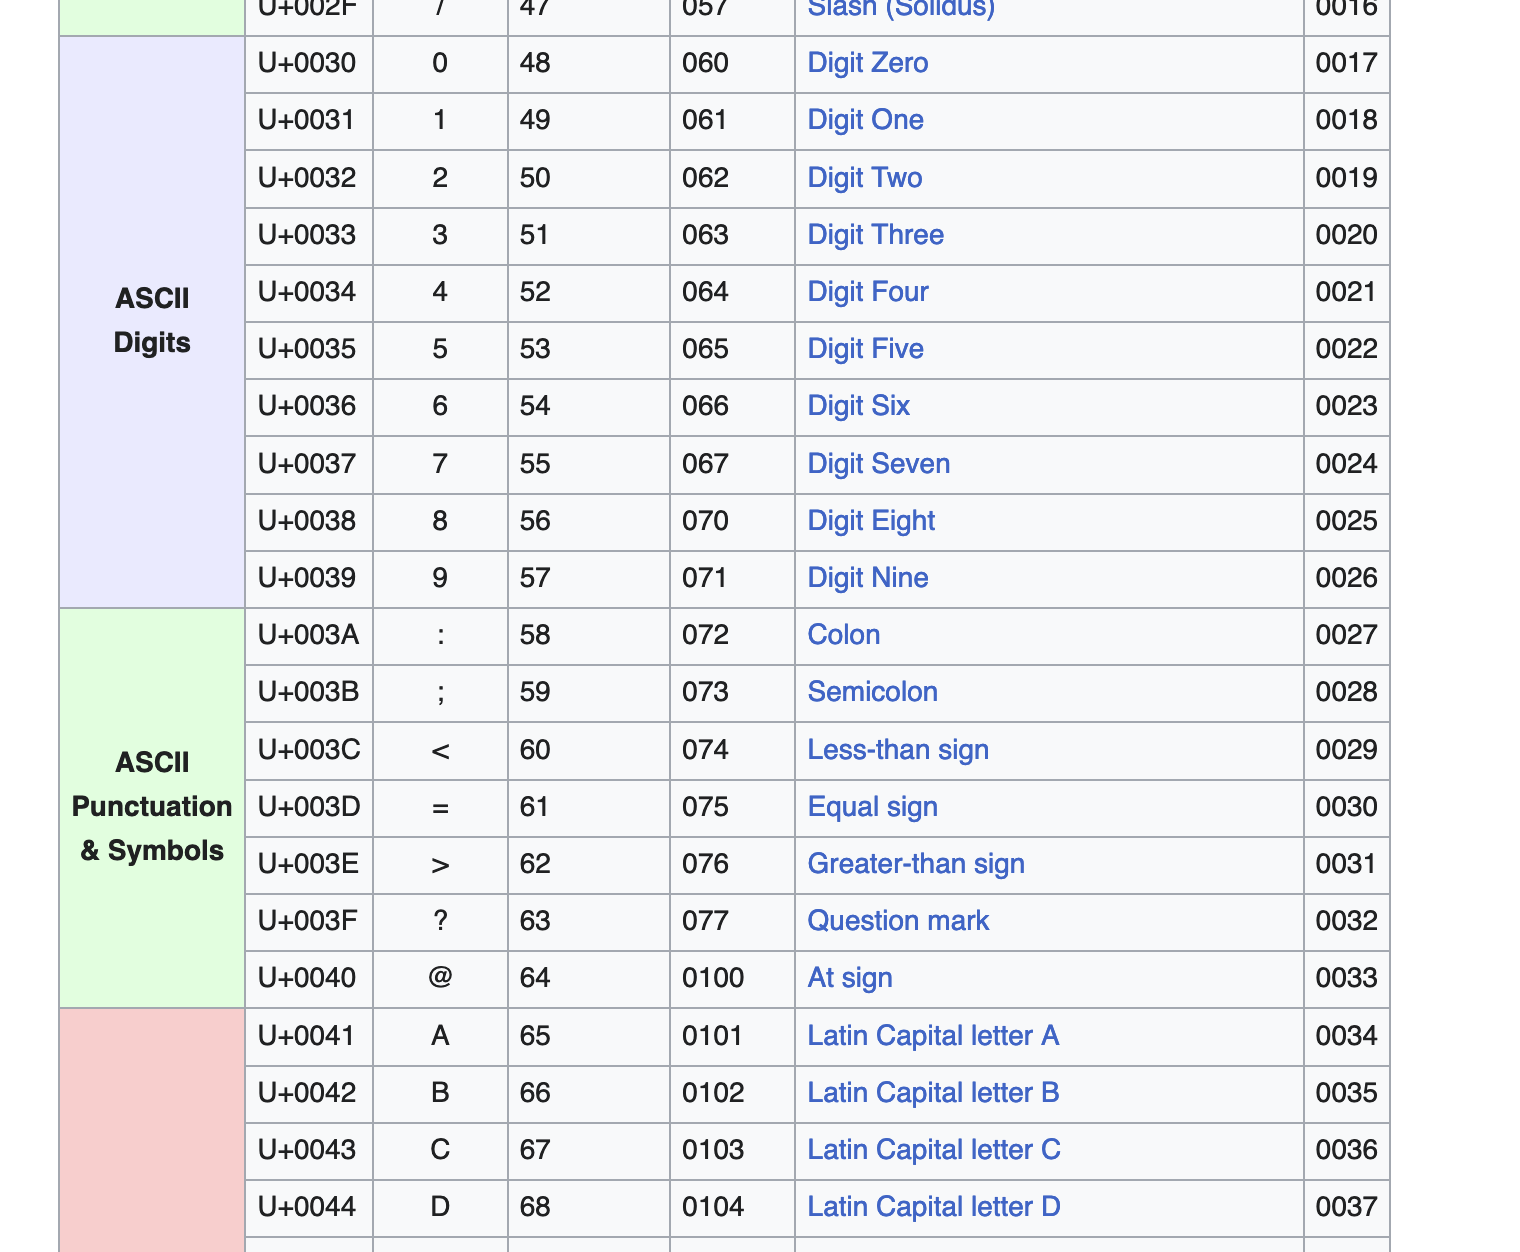 U+002F / 47 057 Slash (Solidus) 0016
ASCII
Digits
U+0030 0 48 060 Digit Zero 0017
U+0031 1 49 061 Digit One 0018
U+0032 2 50 062 Digit Two 0019
U+0033 3 51 063 Digit Three 0020
U+0034 4 52 064 Digit Four 0021
U+0035 5 53 065 Digit Five 0022
U+0036 6 54 066 Digit Six 0023
U+0037 7 55 067 Digit Seven 0024
U+0038 8 56 070 Digit Eight 0025
U+0039 9 57 071 Digit Nine 0026
ASCII
Punctuation
& Symbols
U+003A : 58 072 Colon 0027
U+003B ; 59 073 Semicolon 0028
U+003C < 60 074 Less-than sign 0029
U+003D = 61 075 Equal sign 0030
U+003E > 62 076 Greater-than sign 0031
U+003F ? 63 077 Question mark 0032
U+0040 @ 64 0100 At sign 0033
U+0041 A 65 0101 Latin Capital letter A 0034
U+0042 B 66 0102 Latin Capital letter B 0035
U+0043 C 67 0103 Latin Capital letter C 0036
U+0044 D 68 0104 Latin Capital letter D 0037